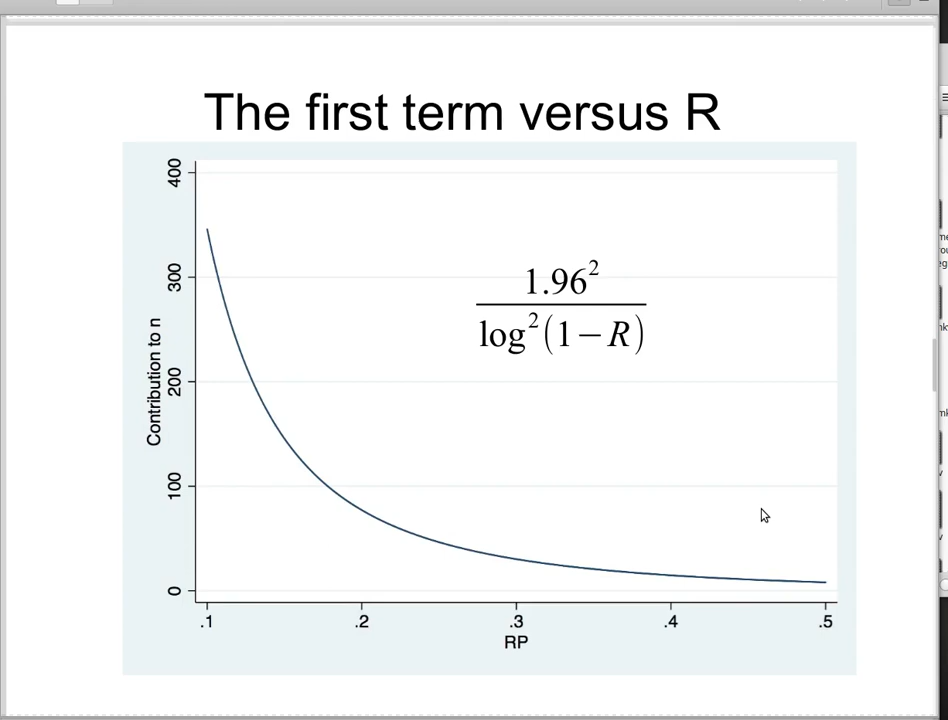 The first term versus R
400
300
200
100
0
Contribution to n
1.96²
log²(1−R)
.1 .2 .3 .4 .5
RP